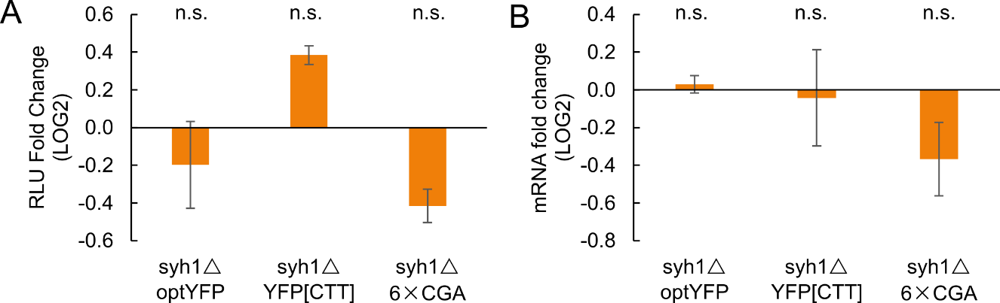 A
n.s.
n.s.
n.s.
RLU Fold Change
(LOG2)
0.6
0.4
0.2
0.0
-0.2
-0.4
-0.6
syh1△
optYFP
syh1△
YFP[CTT]
syh1△
6×CGA
B
n.s.
n.s.
n.s.
mRNA fold change
(LOG2)
0.4
0.2
0.0
-0.2
-0.4
-0.6
-0.8
syh1△
optYFP
syh1△
YFP[CTT]
syh1△
6×CGA